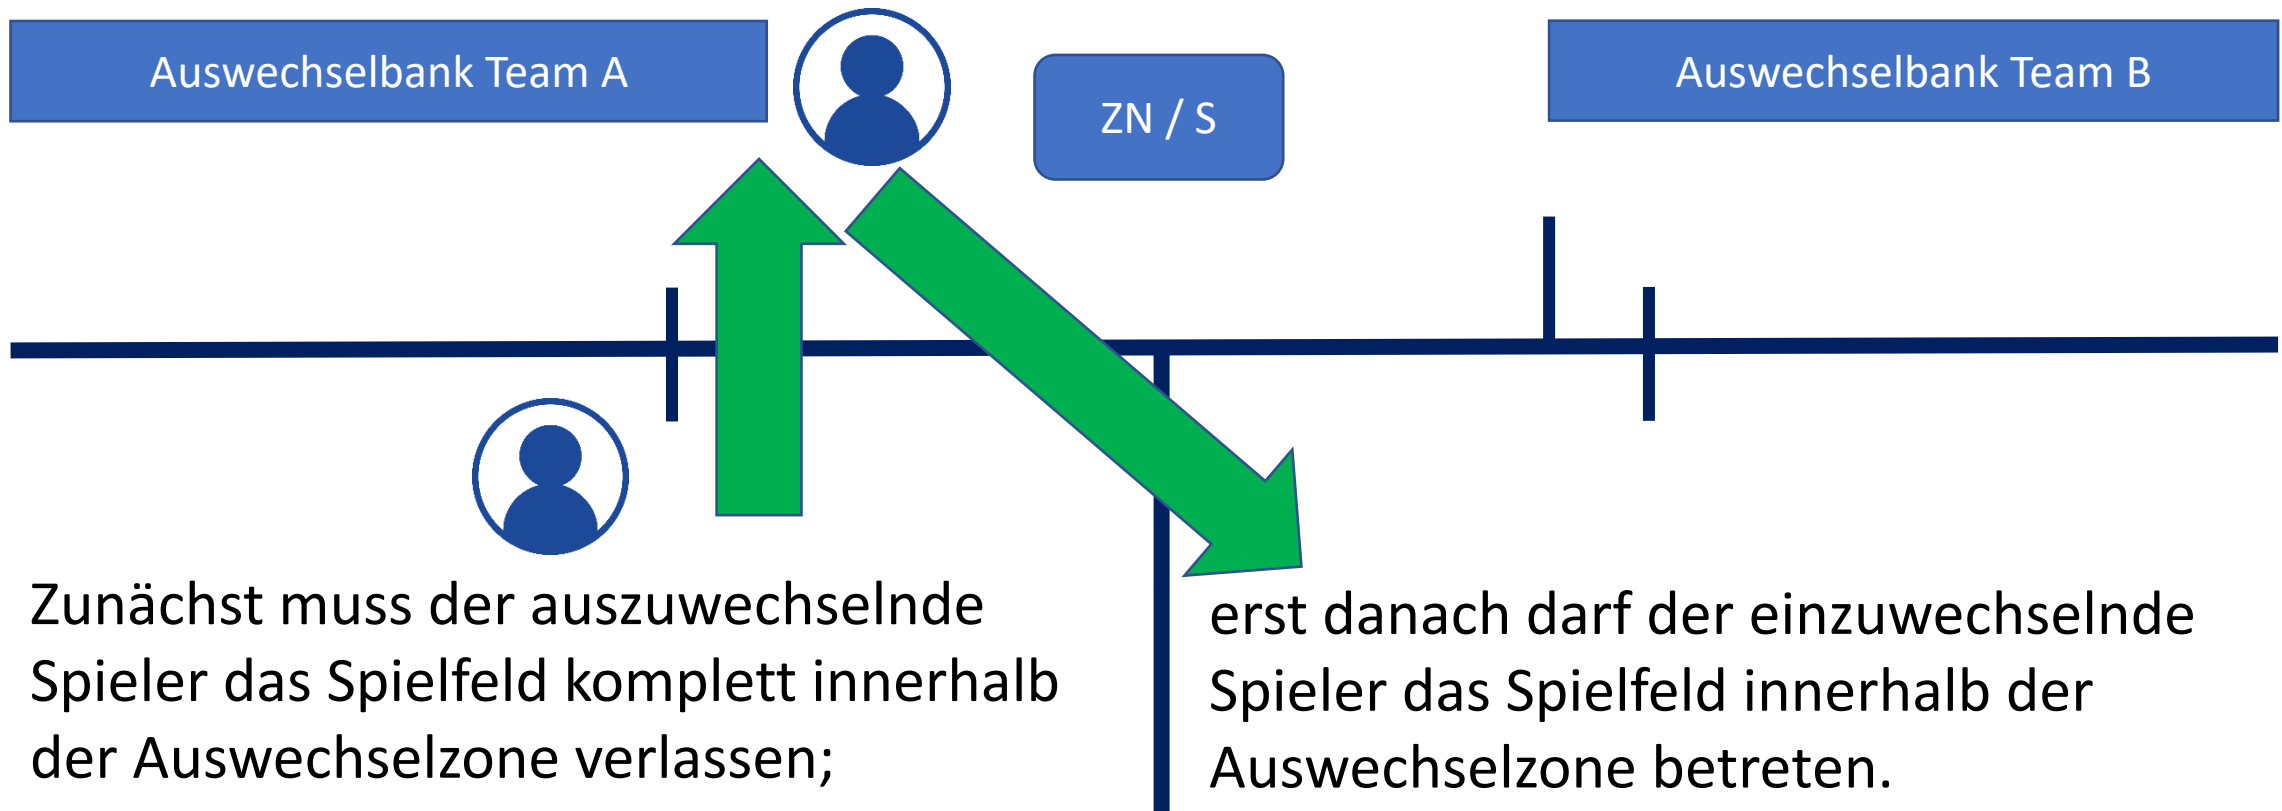 Auswechselbank Team A
ZN / S
Auswechselbank Team B
Zunächst muss der auszuwechselnde
Spieler das Spielfeld komplett innerhalb
der Auswechselzone verlassen;
erst danach darf der einzuwechselnde
Spieler das Spielfeld innerhalb der
Auswechselzone betreten.